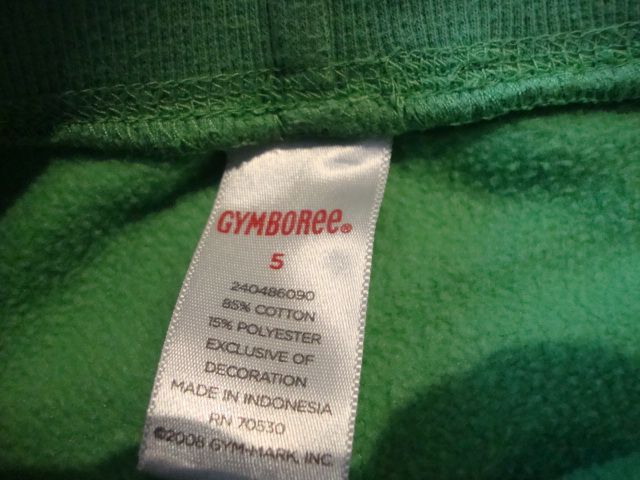 GYMBOREE®
5
240486090
85% COTTON
15% POLYESTER
EXCLUSIVE OF
DECORATION
MADE IN INDONESIA
RN 70530
©2008 GYM-MARK, INC